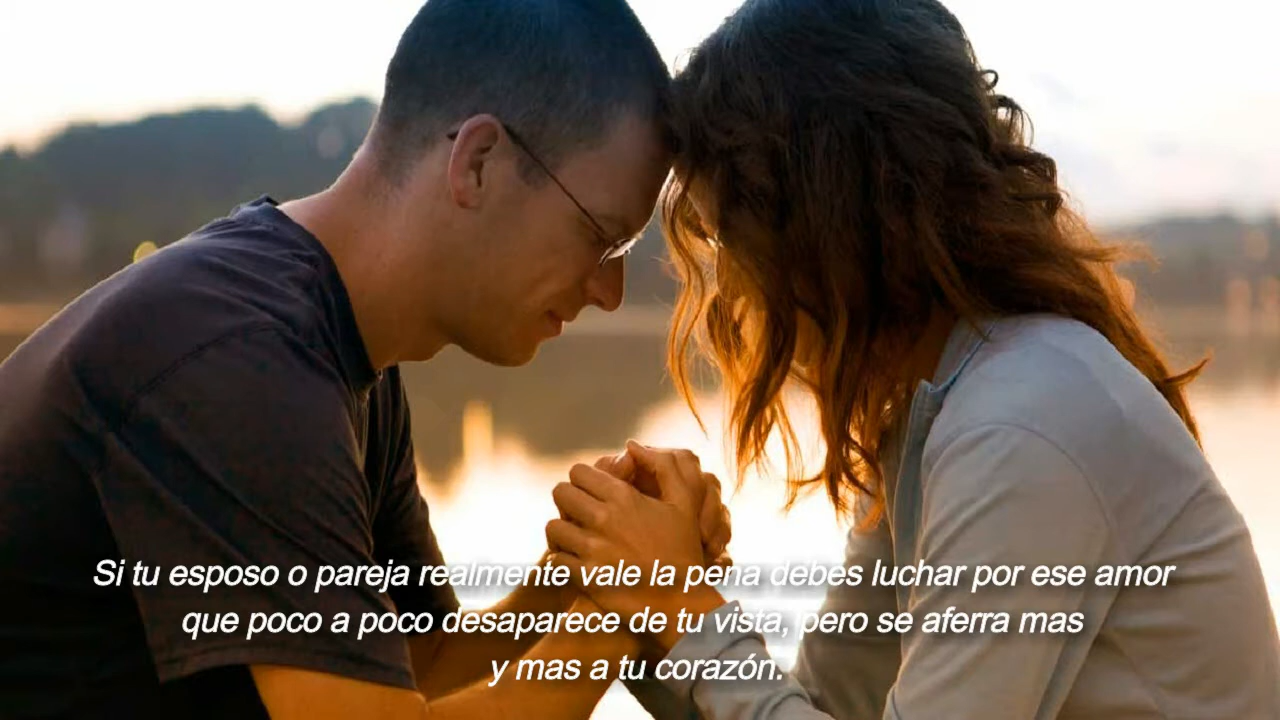 Si tu esposo o pareja realmente vale la pena debes luchar por ese amor
que poco a poco desaparece de tu vista, pero se aferra mas
y mas a tu corazón.